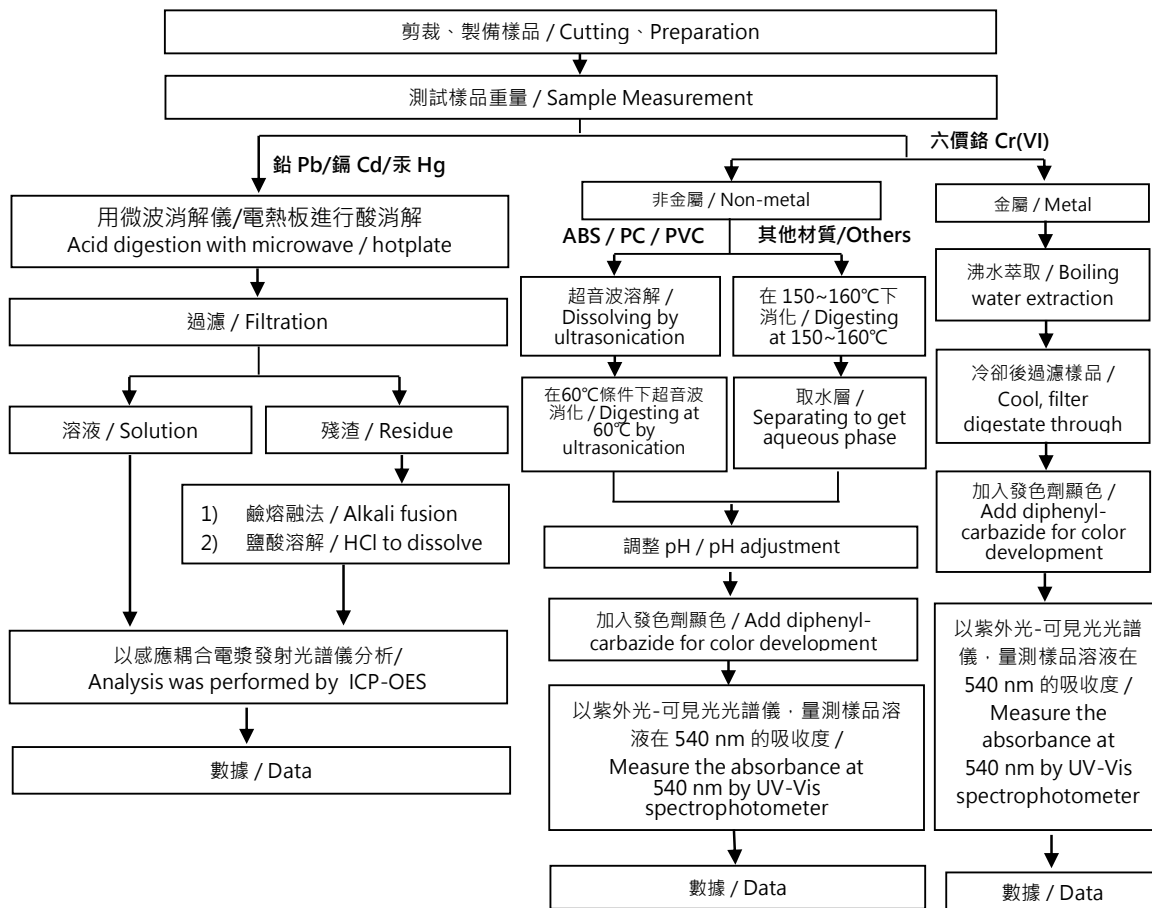 剪裁、製備樣品 / Cutting、Preparation
測試樣品重量 / Sample Measurement
鉛 Pb/鎘 Cd/汞 Hg
六價鉻 Cr(VI)
用微波消解儀/電熱板進行酸消解
Acid digestion with microwave / hotplate
過濾 / Filtration
溶液 / Solution
殘渣 / Residue
1) 鹼熔融法 / Alkali fusion
2) 鹽酸溶解 / HCl to dissolve
以感應耦合電漿發射光譜儀分析/
Analysis was performed by ICP-OES
數據 / Data
非金屬 / Non-metal
ABS / PC / PVC
其他材質/Others
超音波溶解 /
Dissolving by
ultrasonication
在 150~160℃下
消化 / Digesting
at 150~160℃
在60℃條件下超音波
消化 / Digesting at
60℃ by
ultrasonication
取水層 /
Separating to get
aqueous phase
調整 pH / pH adjustment
加入發色劑顯色 / Add diphenyl-
carbazide for color development
以紫外光-可見光光譜儀，量測樣品溶
液在 540 nm 的吸收度 /
Measure the absorbance at
540 nm by UV-Vis
spectrophotometer
數據 / Data
金屬 / Metal
沸水萃取 / Boiling
water extraction
冷卻後過濾樣品 /
Cool, filter
digestate through
加入發色劑顯色 /
Add diphenyl-
carbazide for color
development
以紫外光-可見光光譜
儀，量測樣品溶液在
540 nm 的吸收度 /
Measure the
absorbance at
540 nm by UV-Vis
spectrophotometer
數據 / Data